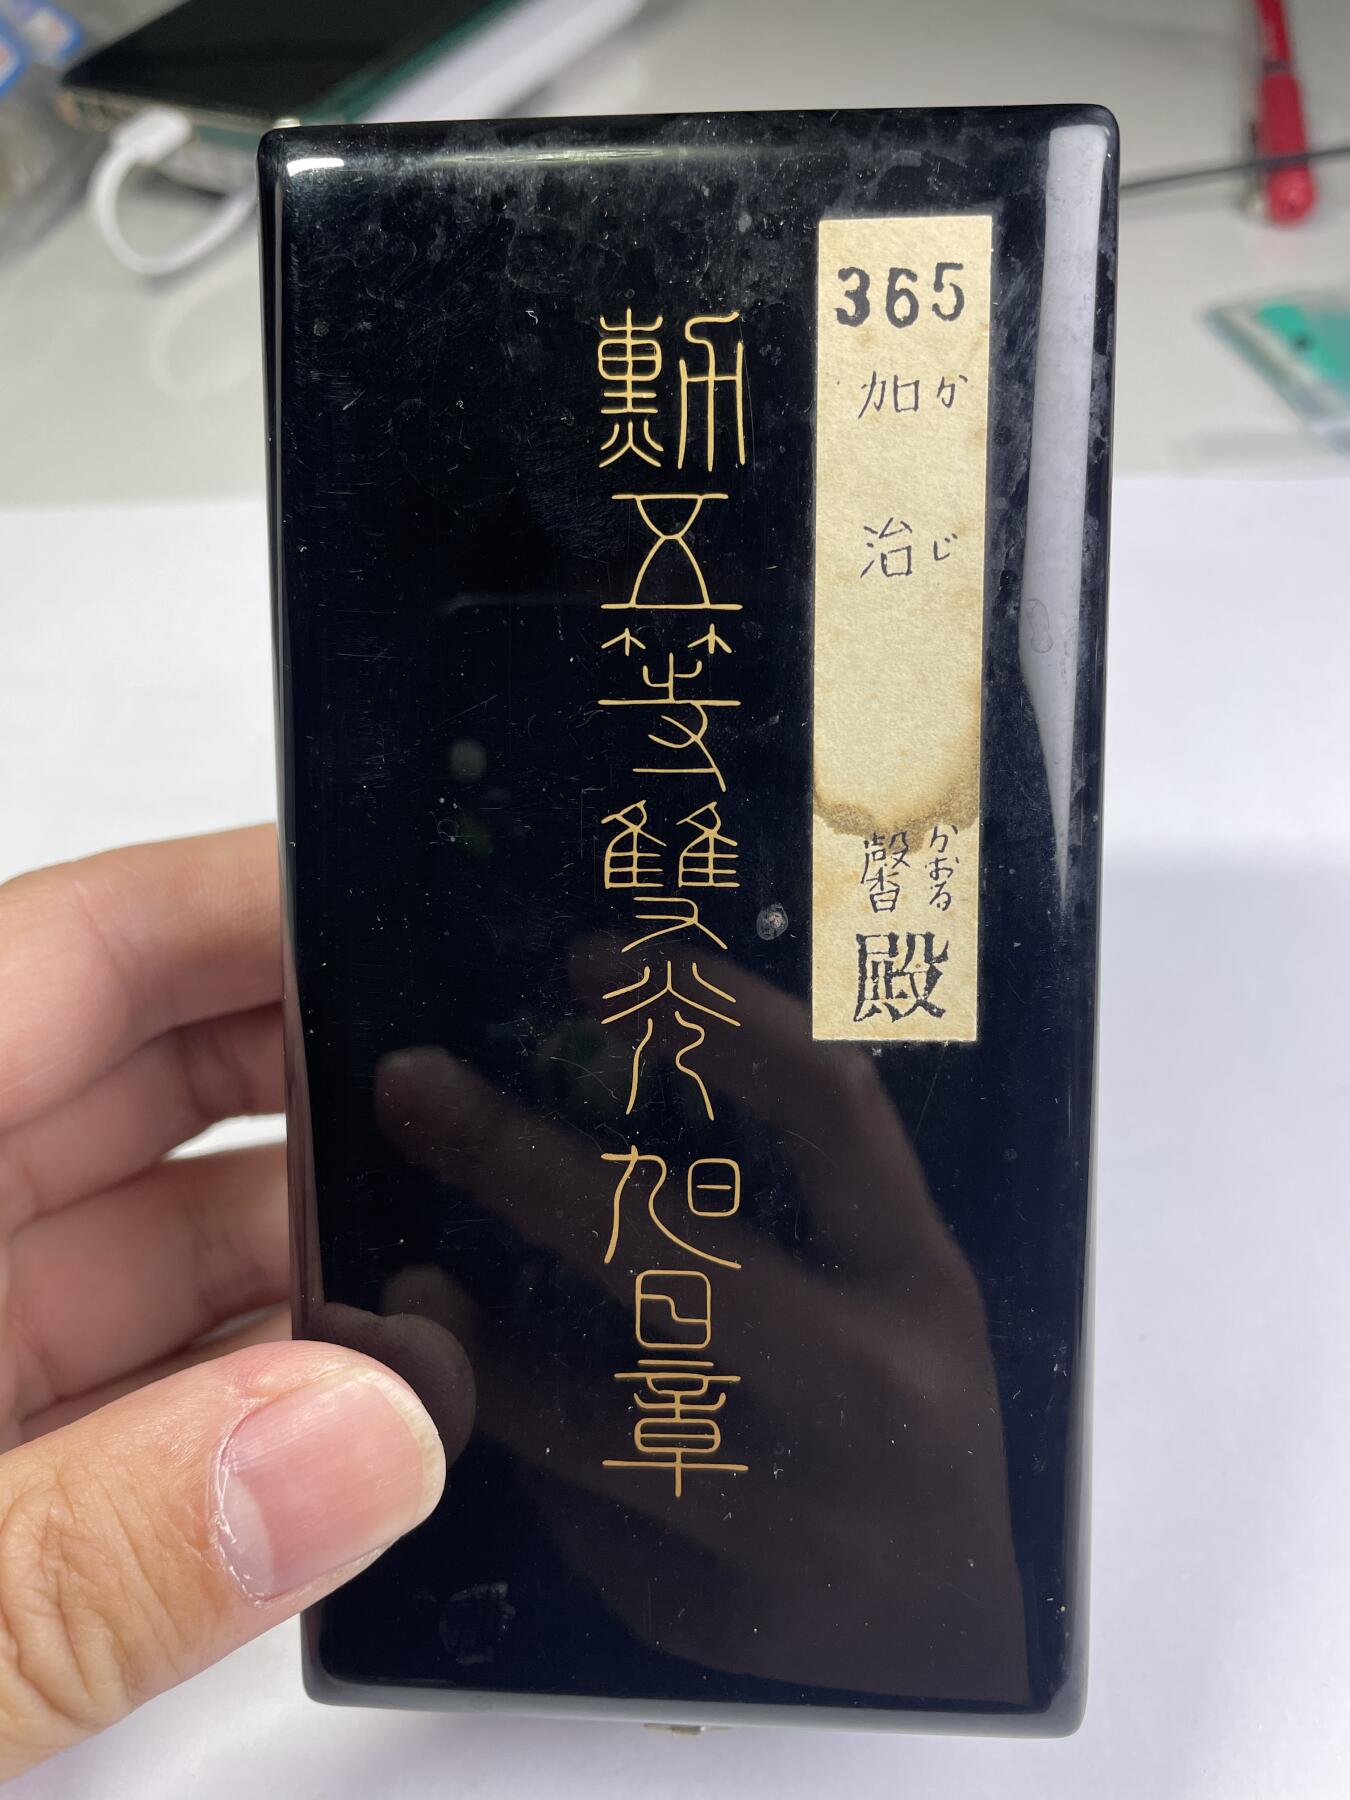 365
加治馨殿
か じ かおる
勲五等雙光旭日章